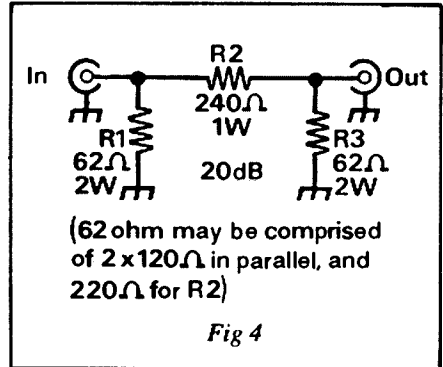 In
R2
Out
240Ω
1W
R1
62Ω
2W
20dB
R3
62Ω
2W
(62 ohm may be comprised
of 2 x 120Ω in parallel, and
220Ω for R2)
Fig 4